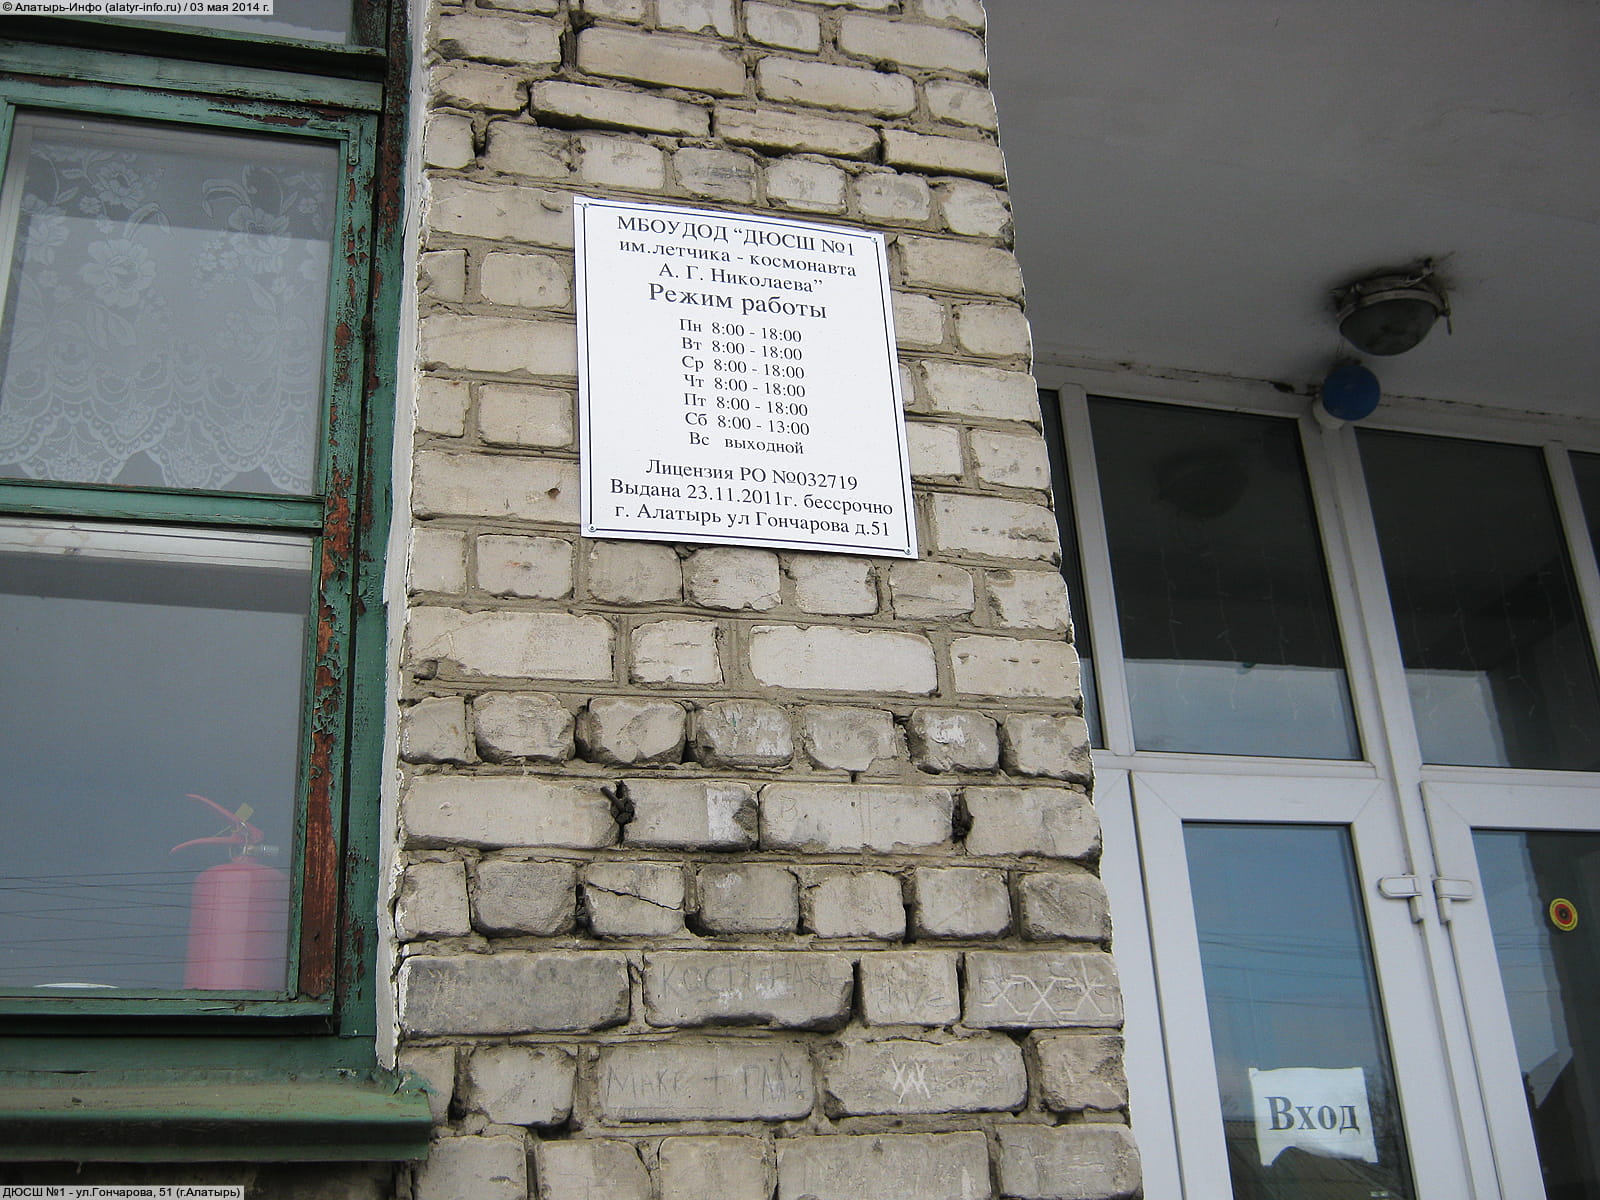 © Алатырь-Инфо (alatyr-info.ru) / 03 мая 2014 г.
МБОУДОД “ДЮСШ №1
им.летчика - космонавта
А. Г. Николаева”
Режим работы
Пн 8:00 - 18:00
Вт 8:00 - 18:00
Ср 8:00 - 18:00
Чт 8:00 - 18:00
Пт 8:00 - 18:00
Сб 8:00 - 13:00
Вс выходной
Лицензия РО №032719
Выдана 23.11.2011г. бессрочно
г. Алатырь ул Гончарова д.51
Вход
ДЮСШ №1 - ул.Гончарова, 51 (г.Алатырь)